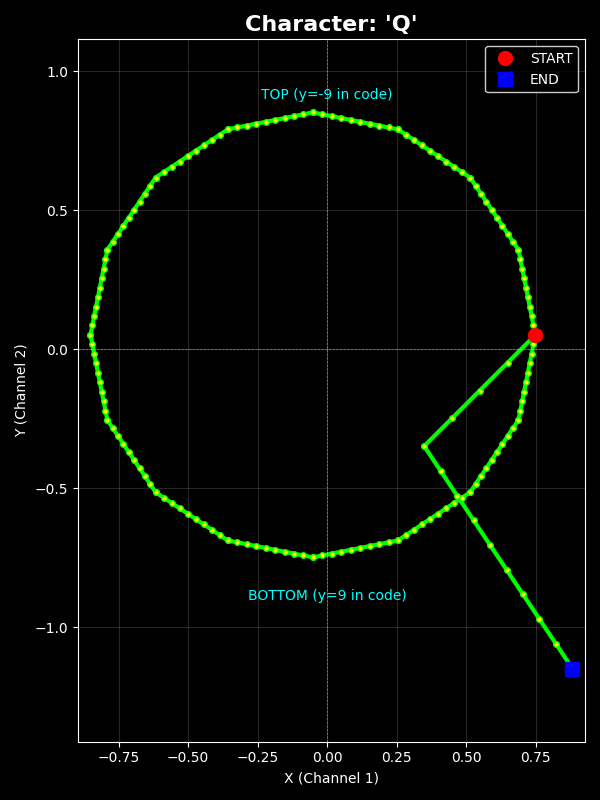 Character: 'Q'
START
END
TOP (y=-9 in code)
BOTTOM (y=9 in code)
1.0
0.5
0.0
−0.5
−1.0
Y (Channel 2)
−0.75 −0.50 −0.25 0.00 0.25 0.50 0.75
X (Channel 1)